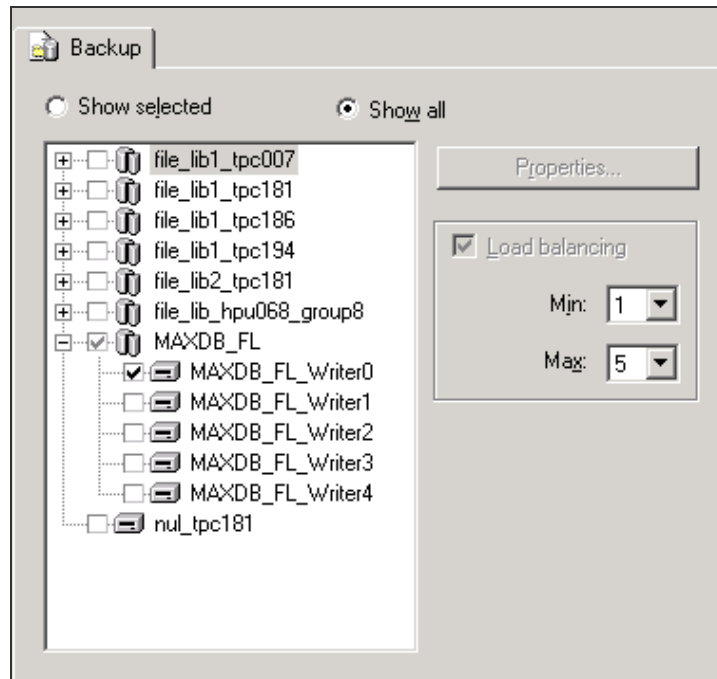 Backup
Show selected
Show all
file_lib1_tpc007
file_lib1_tpc181
file_lib1_tpc186
file_lib1_tpc194
file_lib2_tpc181
file_lib_hpu068_group8
MAXDB_FL
MAXDB_FL_Writer0
MAXDB_FL_Writer1
MAXDB_FL_Writer2
MAXDB_FL_Writer3
MAXDB_FL_Writer4
nul_tpc181
Properties...
Load balancing
Min: 1
Max: 5